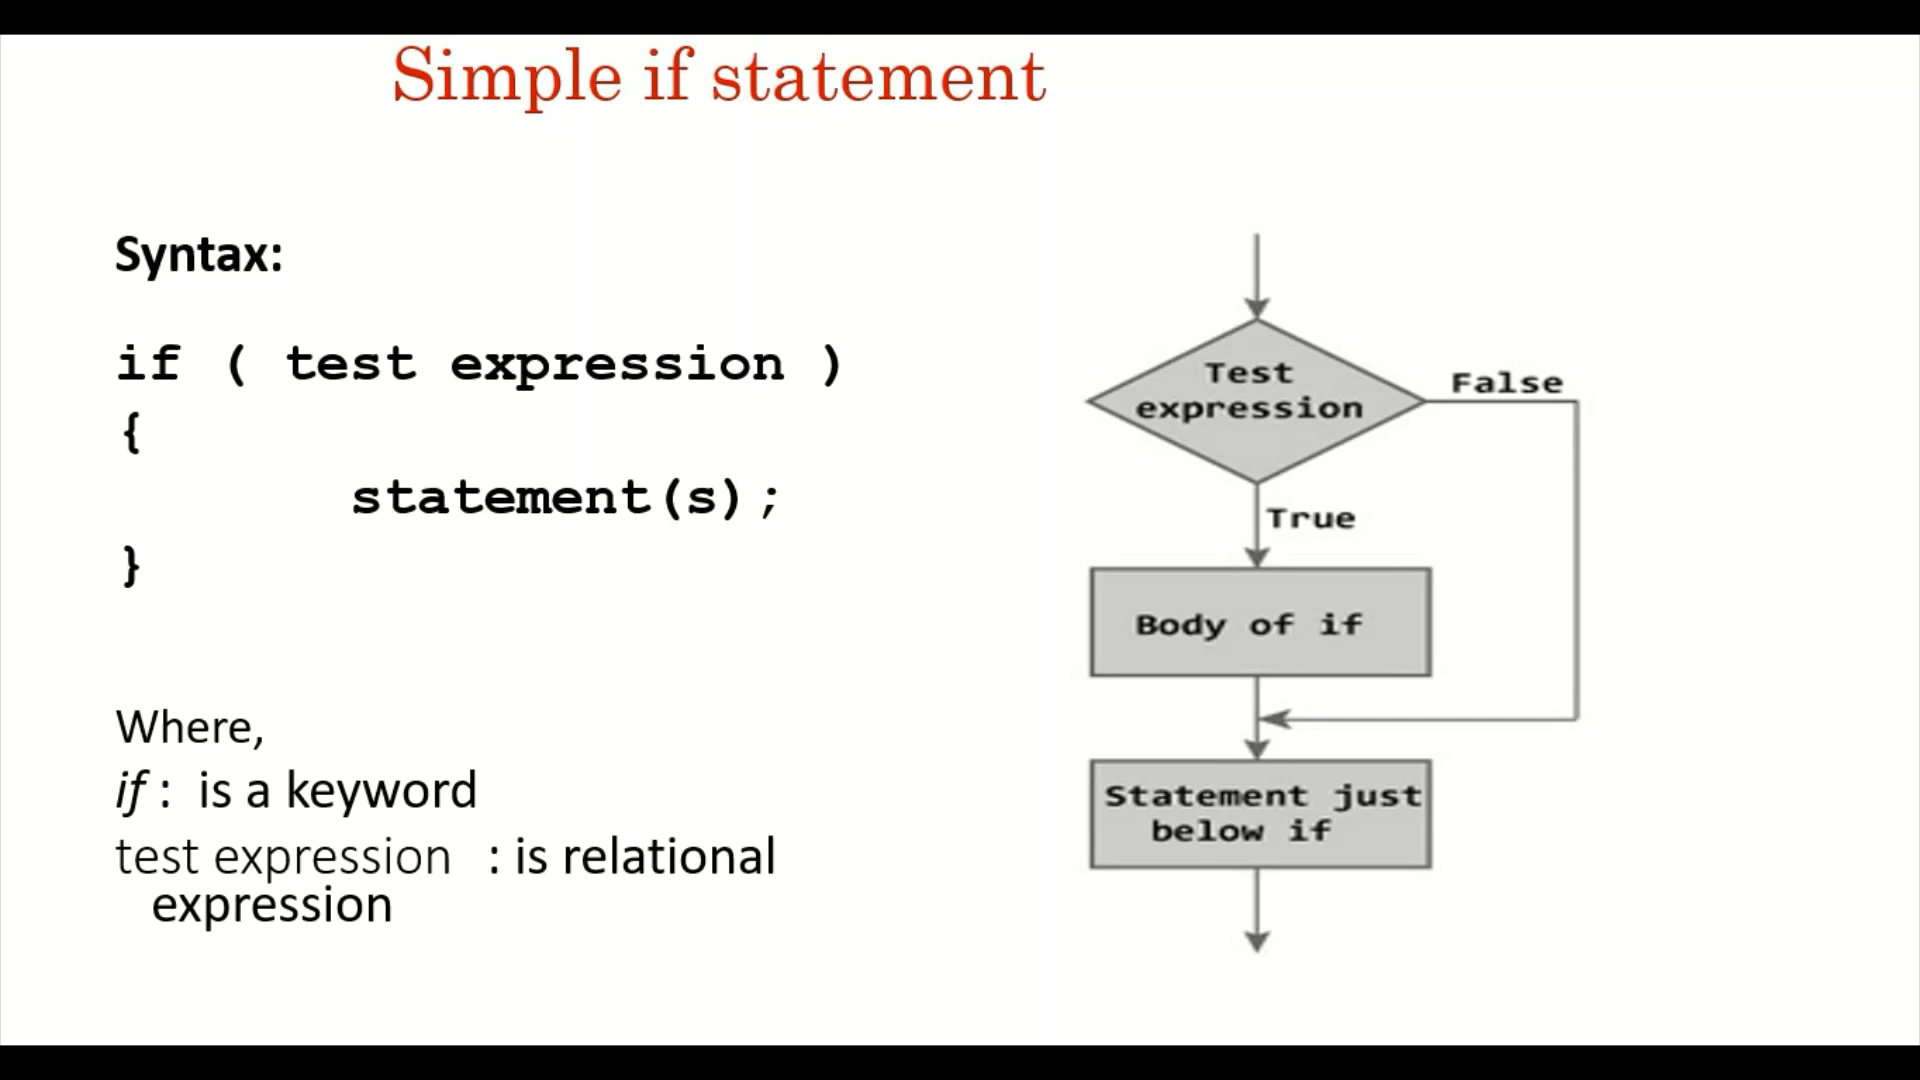 Simple if statement
Syntax:
if ( test expression )
{
statement(s);
}
Where,
if : is a keyword
test expression : is relational
expression
Test
expression
False
True
Body of if
Statement just
below if